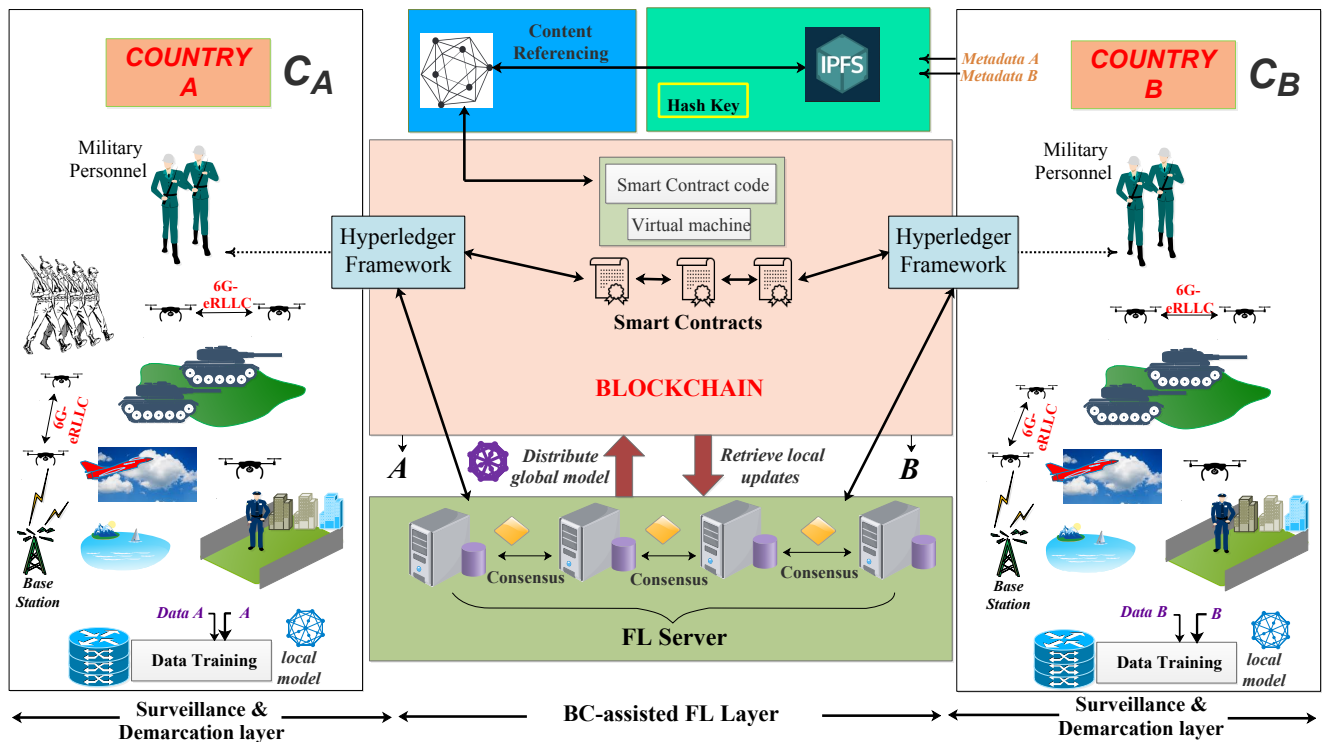 COUNTRY
A
C_A
Military
Personnel
6G-
eRLLC
6G-
eRLLC
Base
Station
Data A
A
Data Training
local
model
Content
Referencing
IPFS
Hash Key
Metadata A
Metadata B
Smart Contract code
Virtual machine
Hyperledger
Framework
Hyperledger
Framework
Smart Contracts
BLOCKCHAIN
A
Distribute
global model
Retrieve local
updates
B
Consensus
Consensus
Consensus
FL Server
COUNTRY
B
C_B
Military
Personnel
6G-
eRLLC
6G-
eRLLC
Base
Station
Data B
B
Data Training
local
model
Surveillance &
Demarcation layer
BC-assisted FL Layer
Surveillance &
Demarcation layer